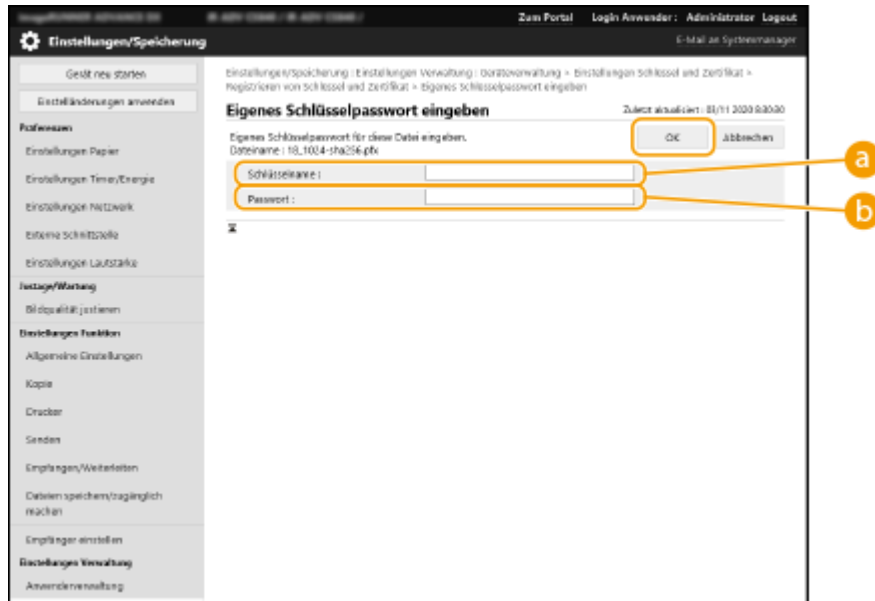 Zum Portal Login Anwender : Administrator Logout
Einstellungen/Speicherung
E-Mail an Systemmanager
Gerät neu starten
Einstelländerungen anwenden
Präferenzen
Einstellungen Papier
Einstellungen Timer/Energie
Einstellungen Netzwerk
Externe Schnittstelle
Einstellungen Lautstärke
Justage/Wartung
Bildqualität justieren
Einstellungen Funktion
Allgemeine Einstellungen
Kopie
Drucker
Senden
Empfangen/Weiterleiten
Dateien speichern/zugänglich
machen
Empfänger einstellen
Einstellungen Verwaltung
Anwenderverwaltung
Einstellungen/Speicherung : Einstellungen Verwaltung : Geräteverwaltung > Einstellungen Schlüssel und Zertifikat >
Registrieren von Schlüssel und Zertifikat > Eigenes Schlüsselpasswort eingeben
Eigenes Schlüsselpasswort eingeben
Zuletzt aktualisiert : 03/11 2020 8:30:30
Eigenes Schlüsselpasswort für diese Datei eingeben.
Dateiname : 18_1024-sha256.pfx
OK Abbrechen
Schlüsselname :
Passwort :
a
b